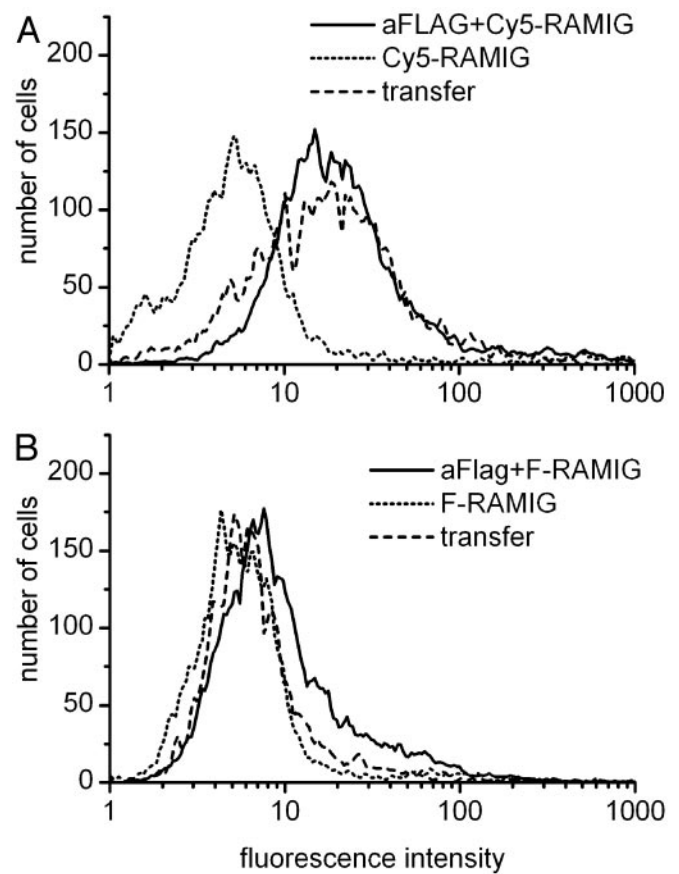 A
aFLAG+Cy5-RAMIG
Cy5-RAMIG
transfer
200
150
100
50
0
number of cells
1 10 100 1000
B
aFlag+F-RAMIG
F-RAMIG
transfer
200
150
100
50
0
number of cells
1 10 100 1000
fluorescence intensity